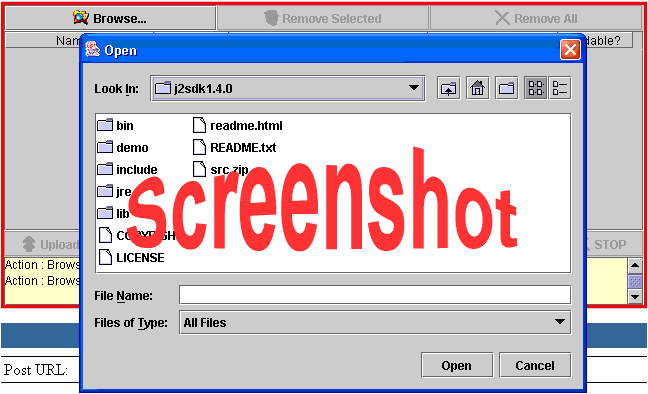 Browse... Remove Selected Remove All
Nam dable?
Open
Look In: j2sdk1.4.0
bin readme.html
demo README.txt
include src.zip
jre
lib
screenshot
COPYRIGHT
LICENSE
Upload STOP
Action : Brows
Action : Brows
File Name:
Files of Type: All Files
Open Cancel
Post URL: